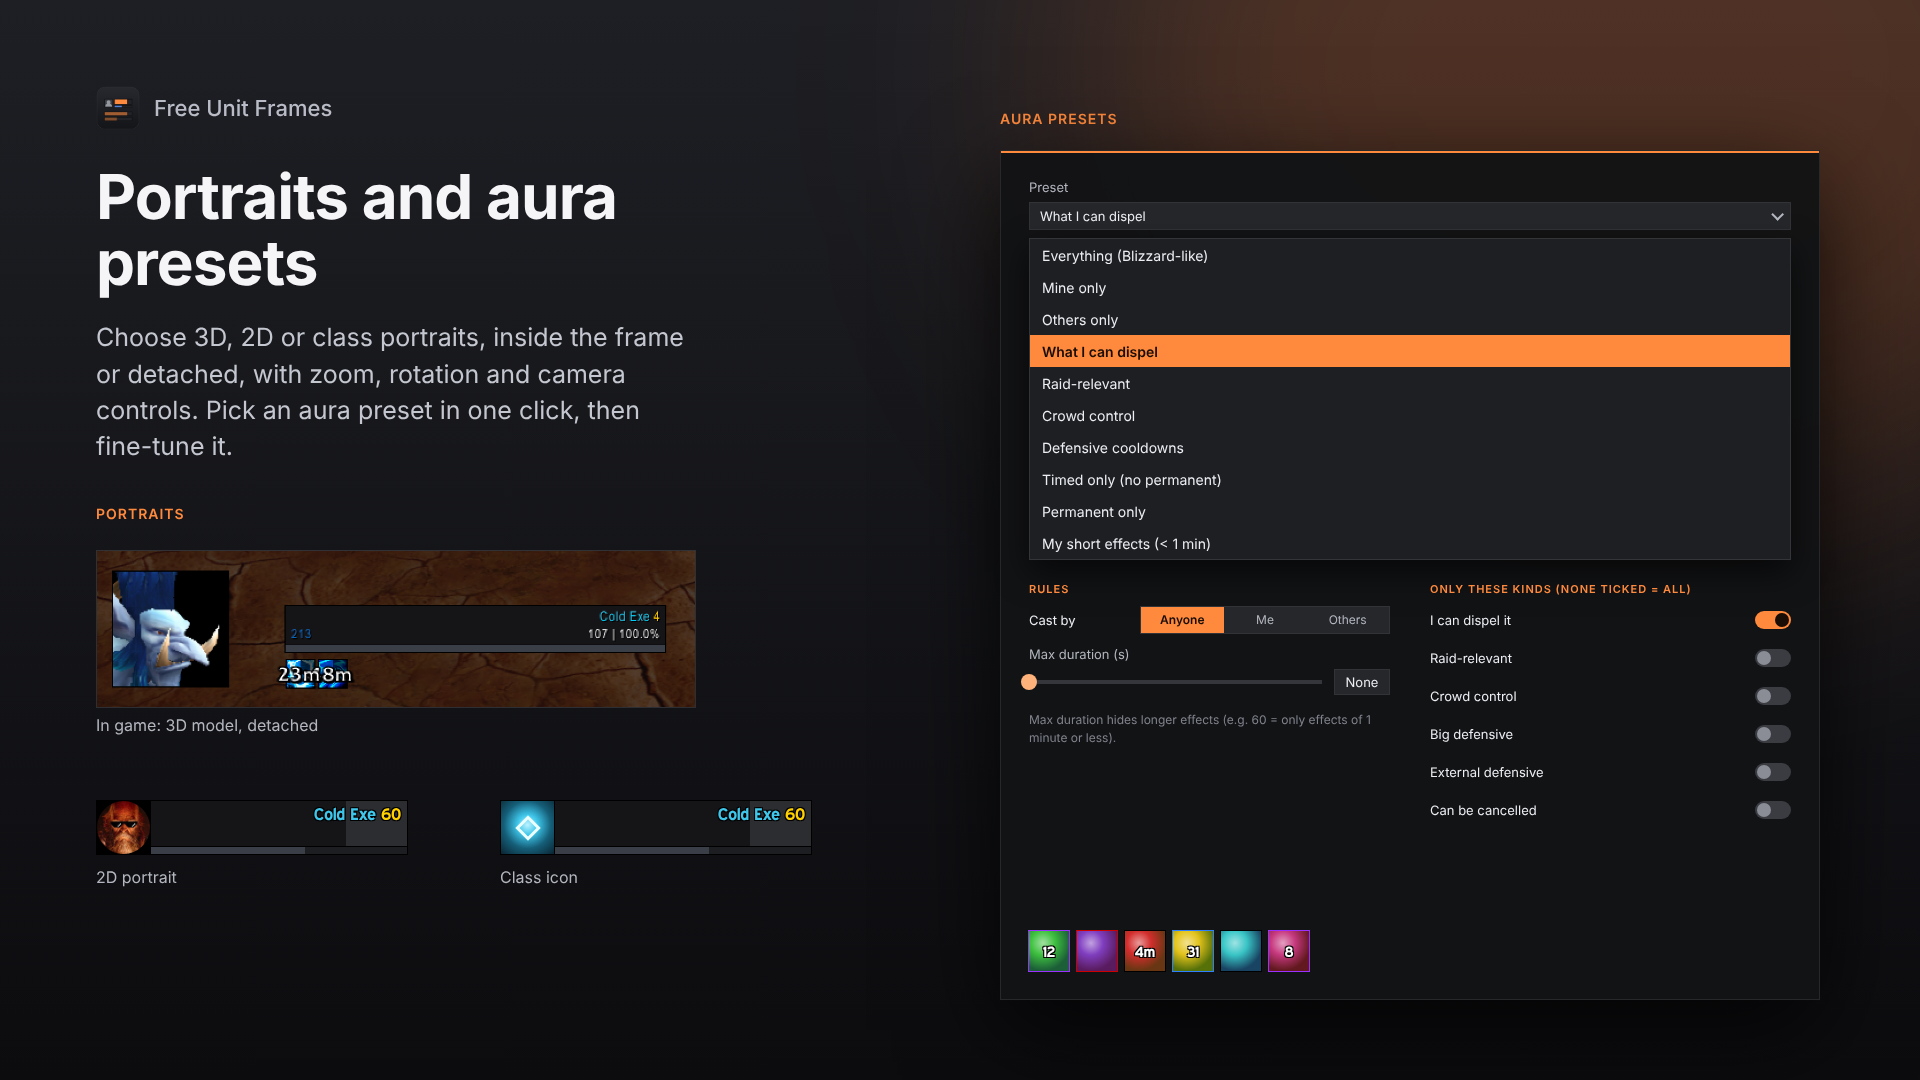 Free Unit Frames
Portraits and aura
presets
Choose 3D, 2D or class portraits, inside the frame
or detached, with zoom, rotation and camera
controls. Pick an aura preset in one click, then
fine-tune it.
PORTRAITS
Cold Exe 4
213
107 | 100.0%
23m 8m
In game: 3D model, detached
Cold Exe 60
2D portrait
Cold Exe 60
Class icon
AURA PRESETS
Preset
What I can dispel
Everything (Blizzard-like)
Mine only
Others only
What I can dispel
Raid-relevant
Crowd control
Defensive cooldowns
Timed only (no permanent)
Permanent only
My short effects (< 1 min)
RULES
Cast by
Anyone
Me
Others
Max duration (s)
None
Max duration hides longer effects (e.g. 60 = only effects of 1
minute or less).
ONLY THESE KINDS (NONE TICKED = ALL)
I can dispel it
Raid-relevant
Crowd control
Big defensive
External defensive
Can be cancelled
12
4m
31
8